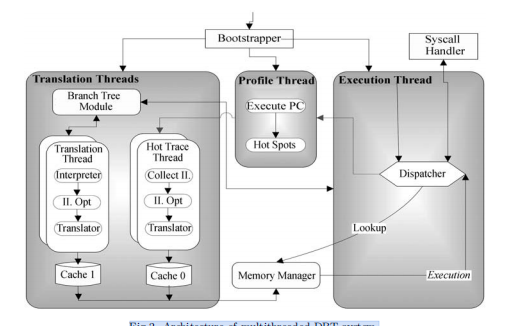 Bootstrapper
Syscall
Handler
Translation Threads
Profile Thread
Execution Thread
Branch Tree
Module
Execute PC
Hot Spots
Translation
Thread
Interpreter
II. Opt
Translator
Hot Trace
Thread
Collect II.
II. Opt
Translator
Dispatcher
Lookup
Cache 1
Cache 0
Memory Manager
Execution
Fig 2. Architecture of multithreaded DBT system